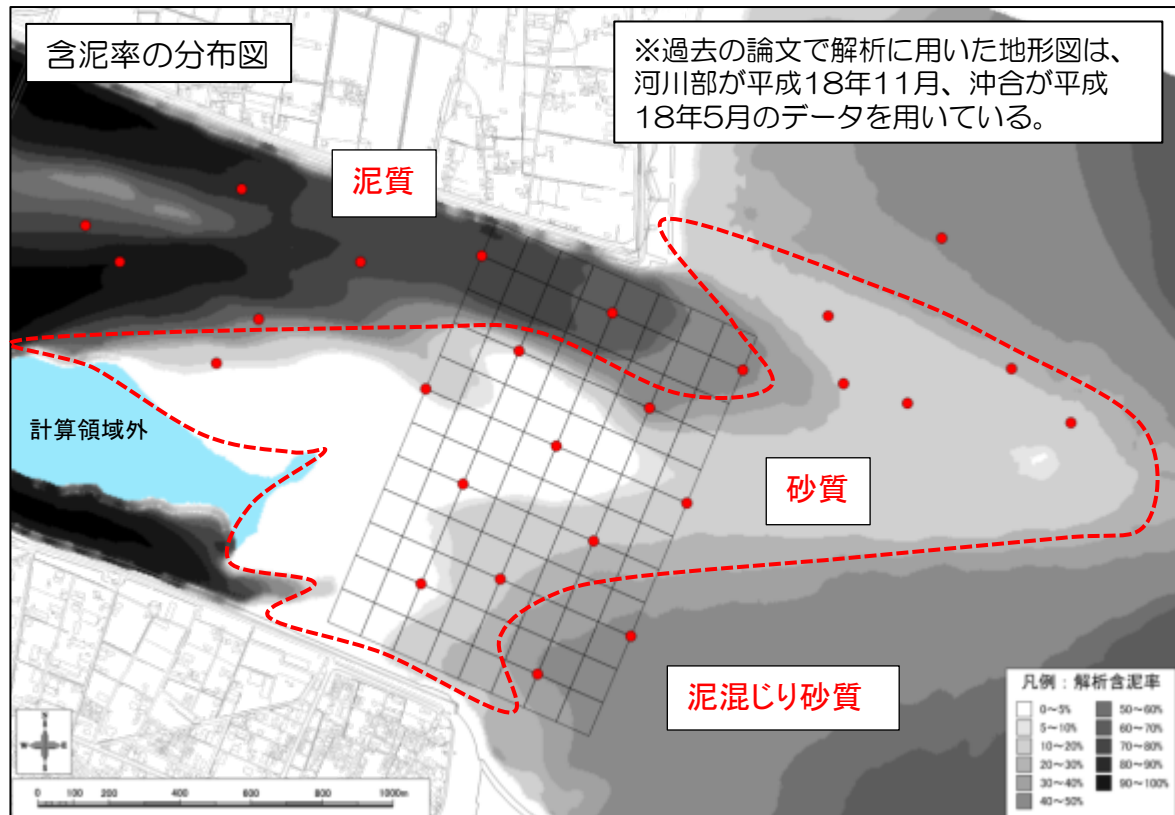 含泥率の分布図
※過去の論文で解析に用いた地形図は、
河川部が平成18年11月、沖合が平成
18年5月のデータを用いている。
泥質
計算領域外
砂質
泥混じり砂質
凡例：解析含泥率
0～5%
5～10%
10～20%
20～30%
30～40%
40～50%
50～60%
60～70%
70～80%
80～90%
90～100%
N
W E
S
0 100 200 400 600 800 1000m